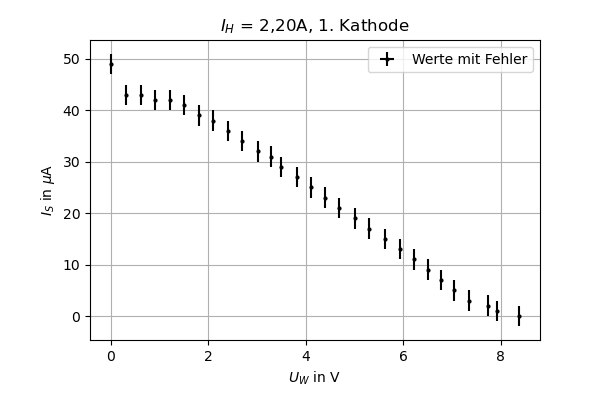 I_H = 2,20A, 1. Kathode
Werte mit Fehler
50
40
30
20
10
0
I_S in μA
0 2 4 6 8
U_W in V